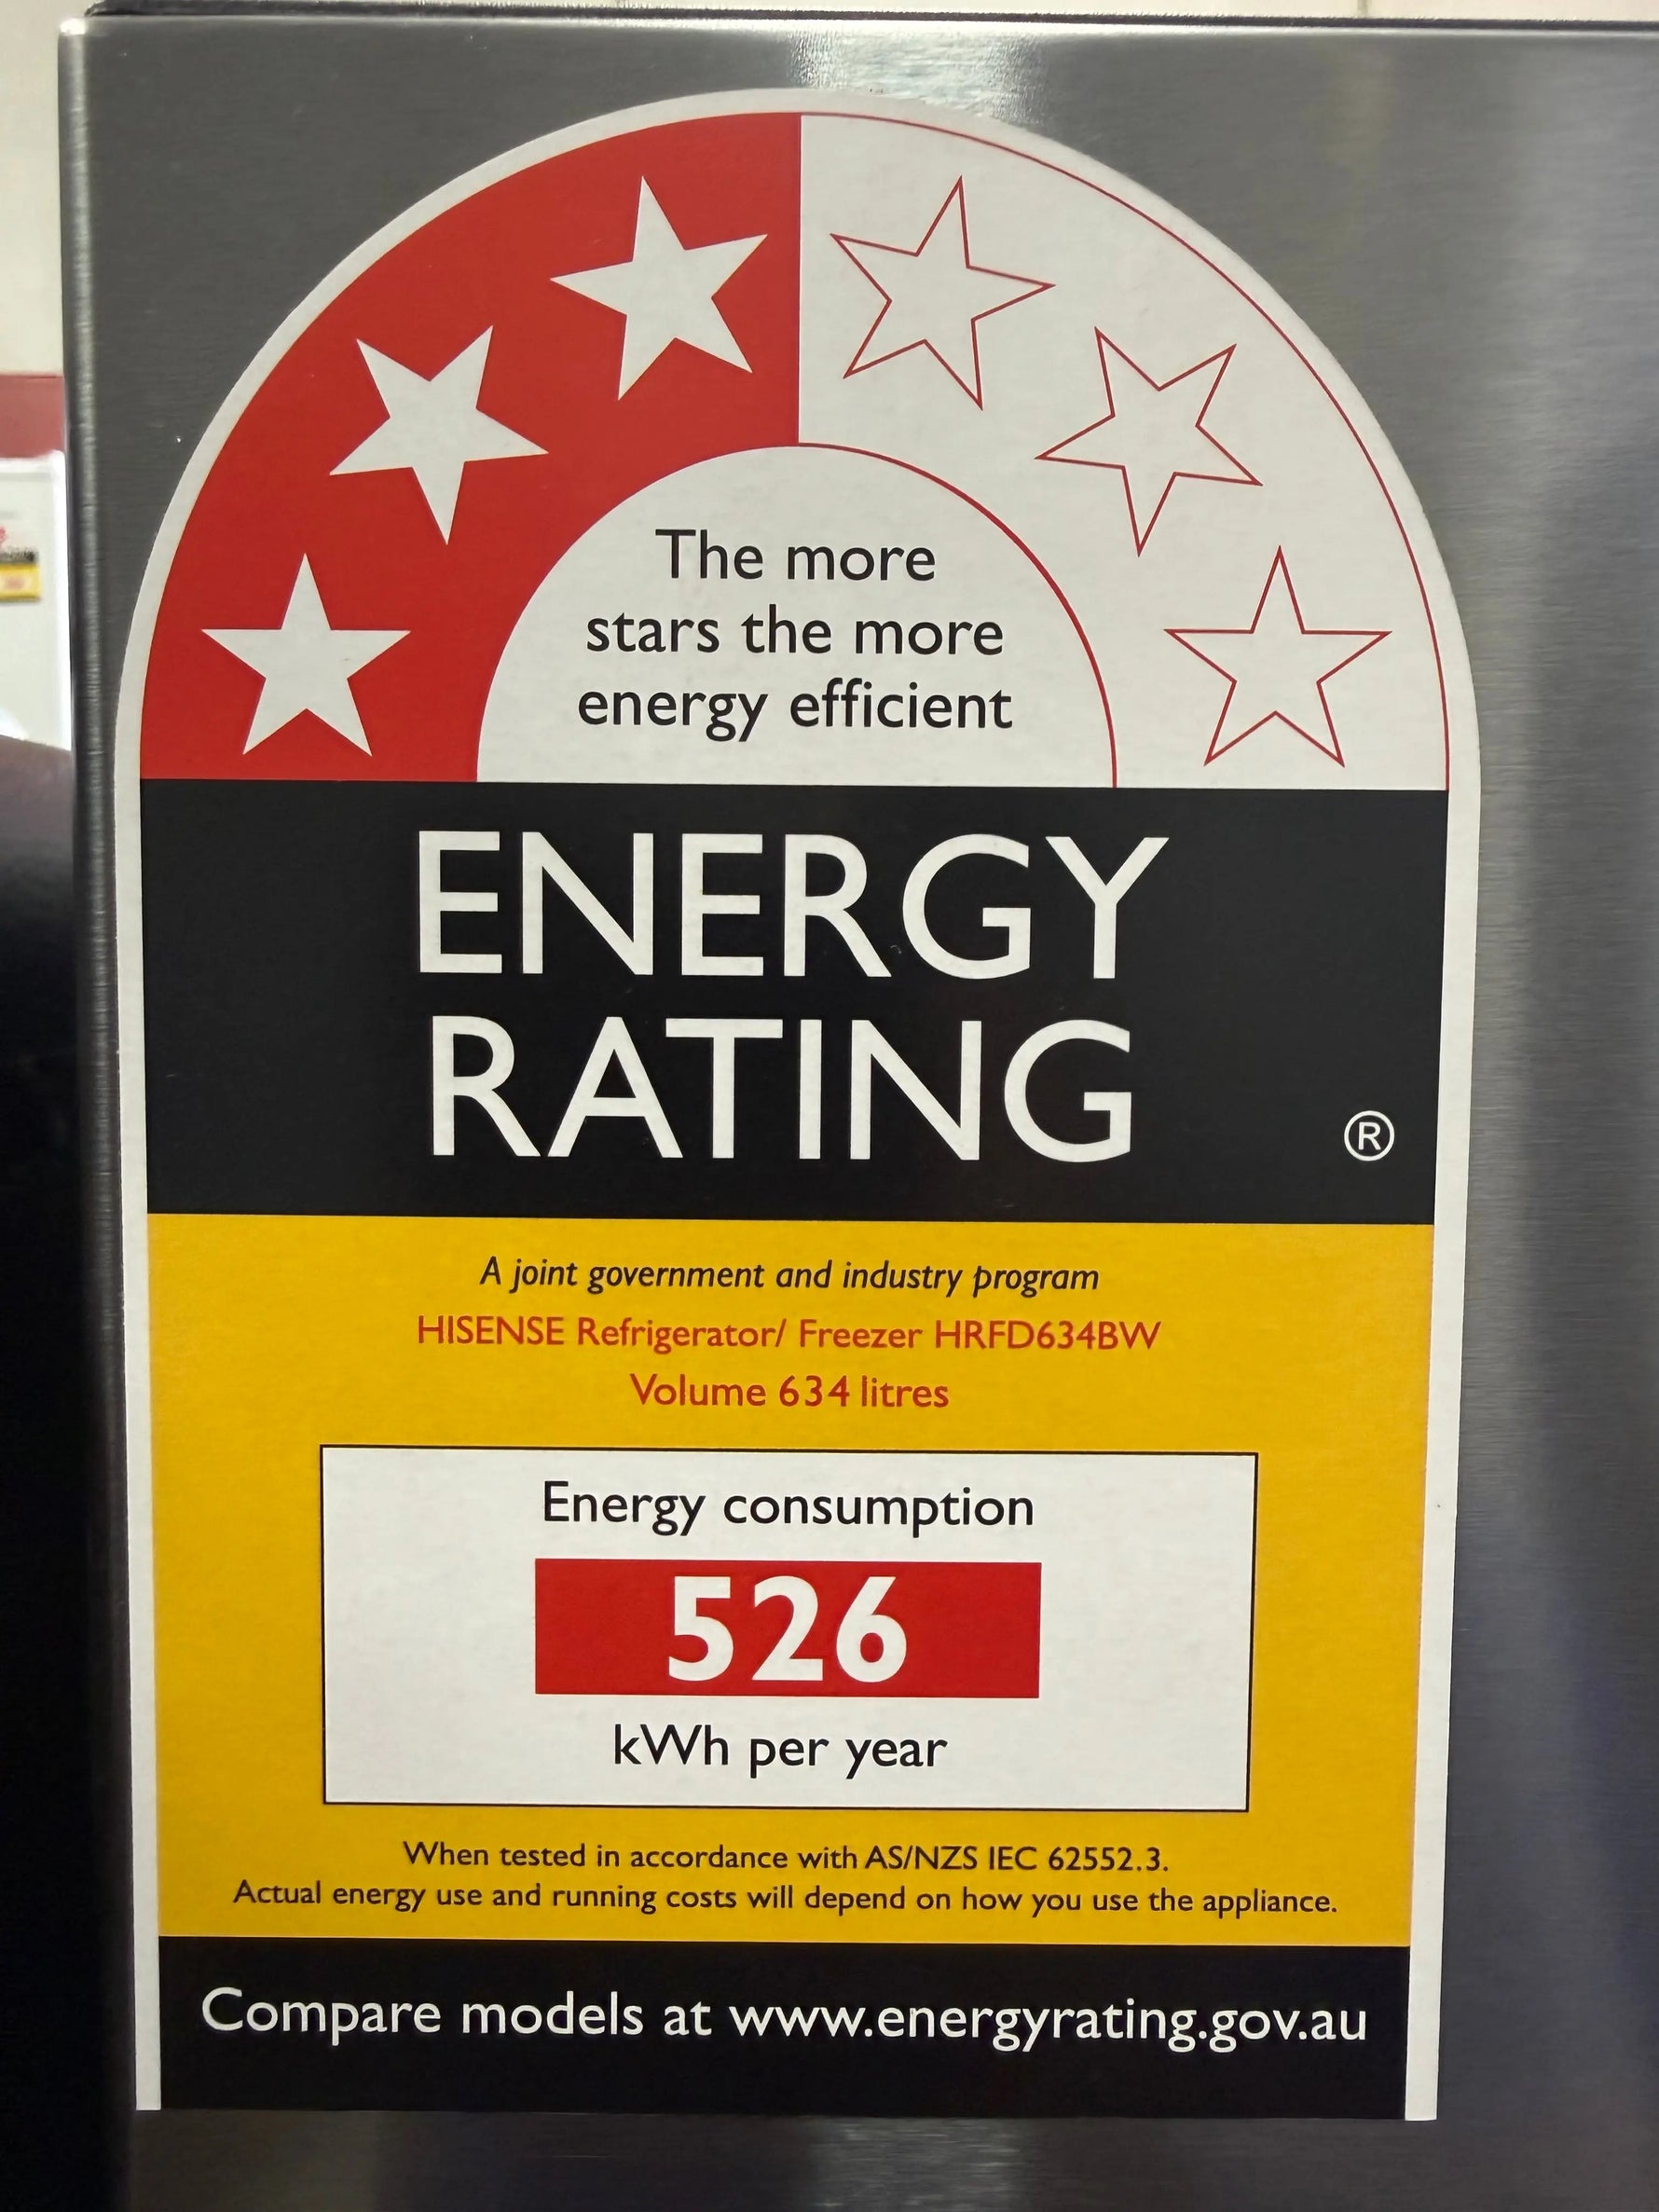 The more
stars the more
energy efficient
ENERGY
RATING
®
A joint government and industry program
HISENSE Refrigerator/ Freezer HRFD634BW
Volume 634 litres
Energy consumption
526
kWh per year
When tested in accordance with AS/NZS IEC 62552.3.
Actual energy use and running costs will depend on how you use the appliance.
Compare models at www.energyrating.gov.au